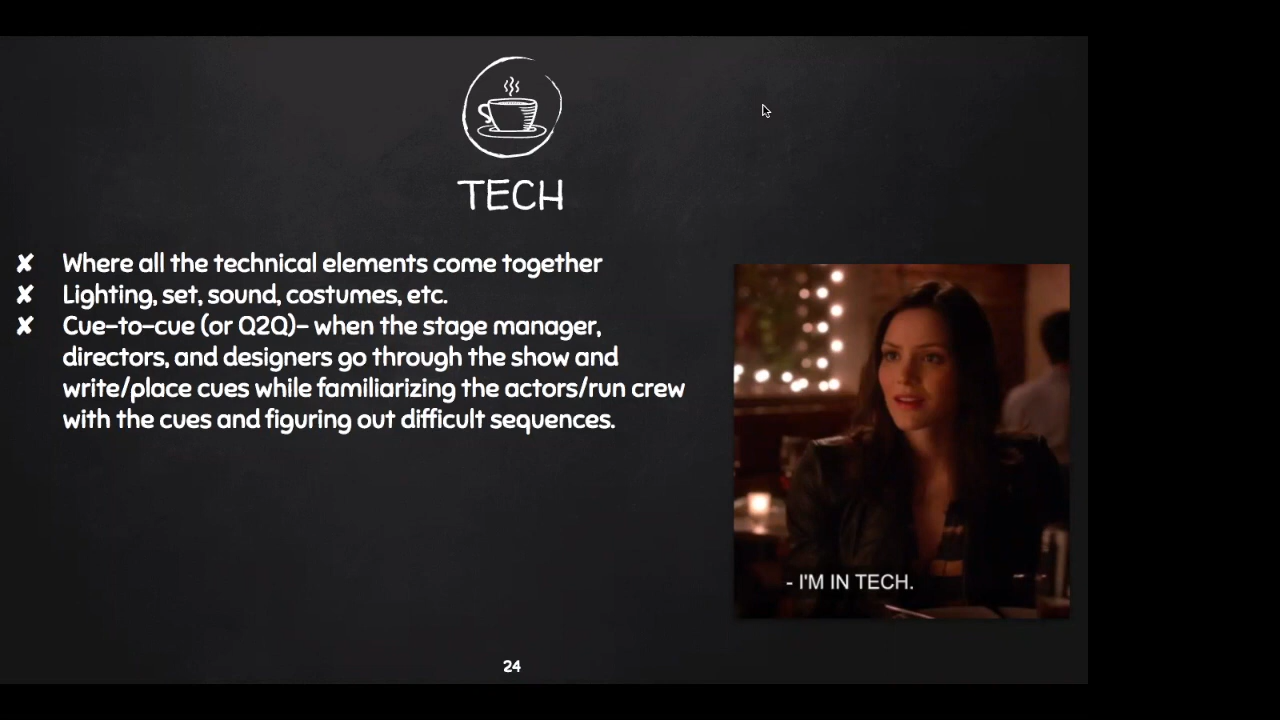 TECH
✘ Where all the technical elements come together
✘ Lighting, set, sound, costumes, etc.
✘ Cue-to-cue (or Q2Q)- when the stage manager,
directors, and designers go through the show and
write/place cues while familiarizing the actors/run crew
with the cues and figuring out difficult sequences.
- I'M IN TECH.
24